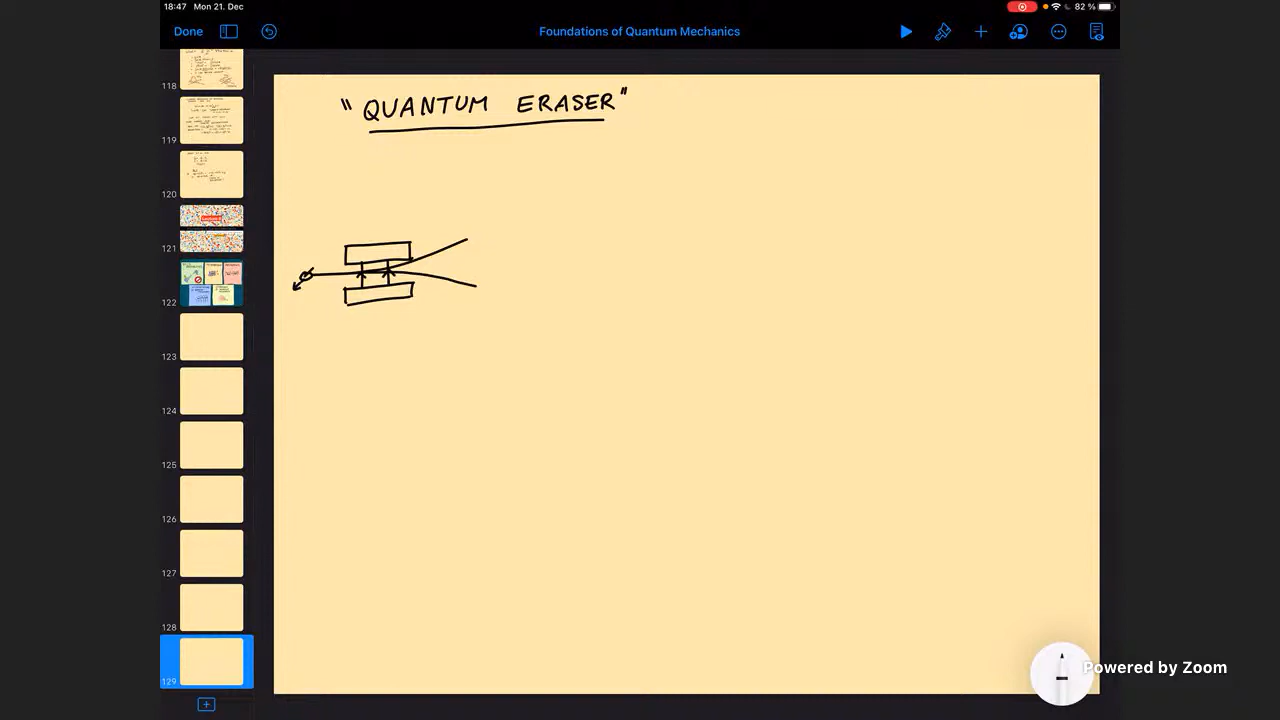 18:47 Mon 21. Dec
82 %
Done
Foundations of Quantum Mechanics
118
119
120
121
122
123
124
125
126
127
128
129
"QUANTUM ERASER"
Powered by Zoom